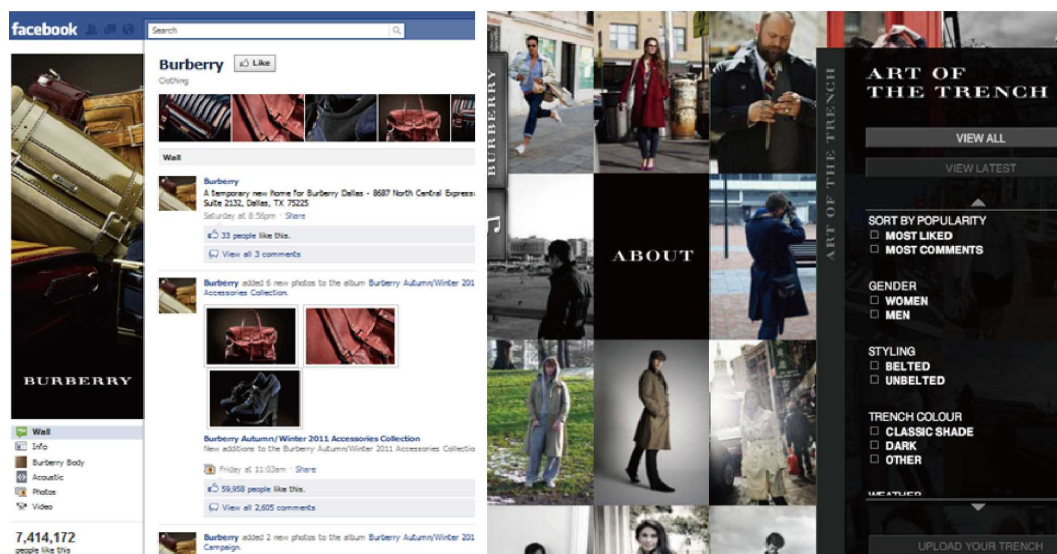 facebook
Search
Burberry
Like
Clothing
Wall
Burberry
A temporary new home for Burberry Dallas - 8687 North Central Express
Suite 2132, Dallas, TX 75225
Saturday at 8:56pm · Share
33 people like this.
View all 3 comments
Burberry added 6 new photos to the album Burberry Autumn/Winter 201
Accessories Collection.
Burberry Autumn/Winter 2011 Accessories Collection
New additions to the Burberry Autumn/Winter 2011 Accessories Collectio
Friday at 11:03am · Share
59,958 people like this.
View all 2,605 comments
Burberry added 2 new photos to the album Burberry Autumn/Winter 201
Campaign.
BURBERRY
Wall
Info
Burberry Body
Acoustic
Photos
Video
7,414,172
people like this
BURBERRY
ABOUT
ART OF THE TRENCH
ART OF
THE TRENCH
VIEW ALL
VIEW LATEST
SORT BY POPULARITY
MOST LIKED
MOST COMMENTS
GENDER
WOMEN
MEN
STYLING
BELTED
UNBELTED
TRENCH COLOUR
CLASSIC SHADE
DARK
OTHER
WEATHER
UPLOAD YOUR TRENCH